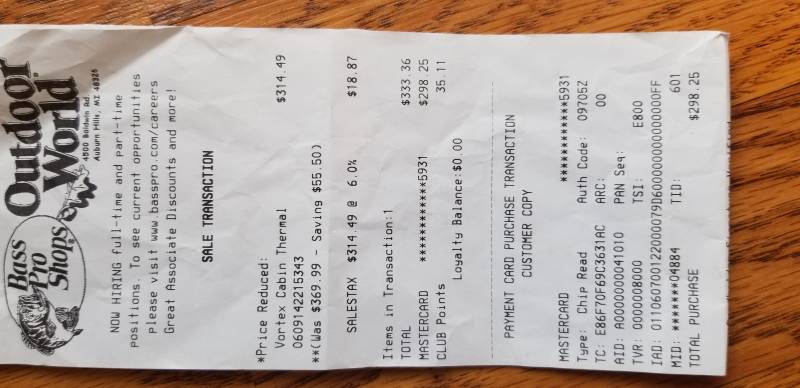 Bass
Pro
Shops
Outdoor
World®
4500 Baldwin Rd.
Auburn Hills, MI 48326
NOW HIRING full-time and part-time
positions. To see current opportunities
Please visit www.basspro.com/careers
Great Associate Discounts and more!
SALE TRANSACTION
*Price Reduced:
Vortex Cablin Thermal $314.49
0609142215343
**(Was $369.99 - Saving $55.50)
SALESTAX $314.49 @ 6.0% $18.87
Items in Transaction:1
TOTAL $333.36
MASTERCARD ************5931 $298.25
CLUB Points 35.11
Loyalty Balance:$0.00
PAYMENT CARD PURCHASE TRANSACTION
CUSTOMER COPY
MASTERCARD ************5931
Type: Chip Read Auth Code: 09705Z
TC: E86F70F69C3631AC ARC: 00
AID: A0000000041010 PAN Seq:
TVR: 0000008000 TSI: E800
MID: *******04884 TID: 601
TOTAL PURCHASE $298.25